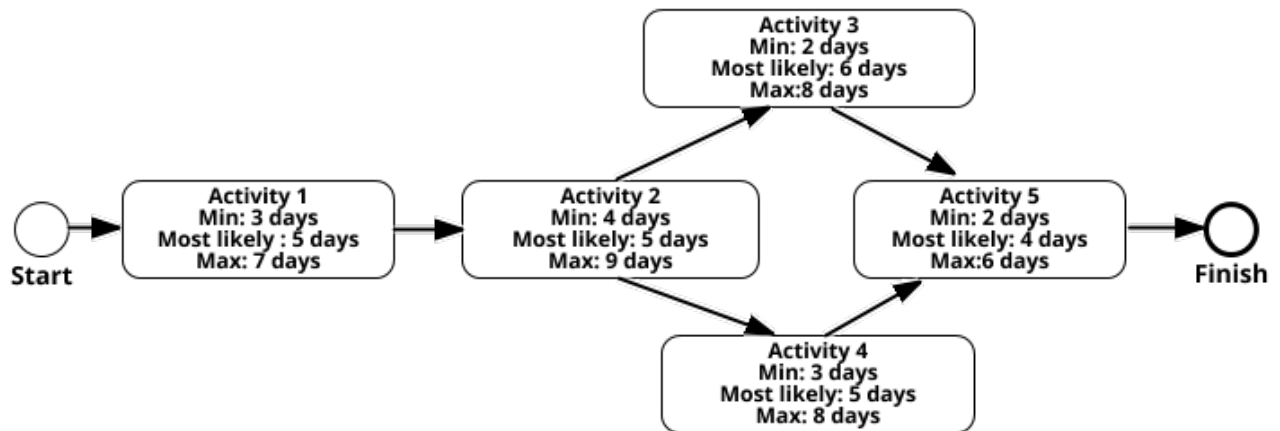 Activity 3
Min: 2 days
Most likely: 6 days
Max:8 days
Activity 1
Min: 3 days
Most likely : 5 days
Max: 7 days
Activity 2
Min: 4 days
Most likely: 5 days
Max: 9 days
Activity 5
Min: 2 days
Most likely: 4 days
Max:6 days
Start
Finish
Activity 4
Min: 3 days
Most likely: 5 days
Max: 8 days